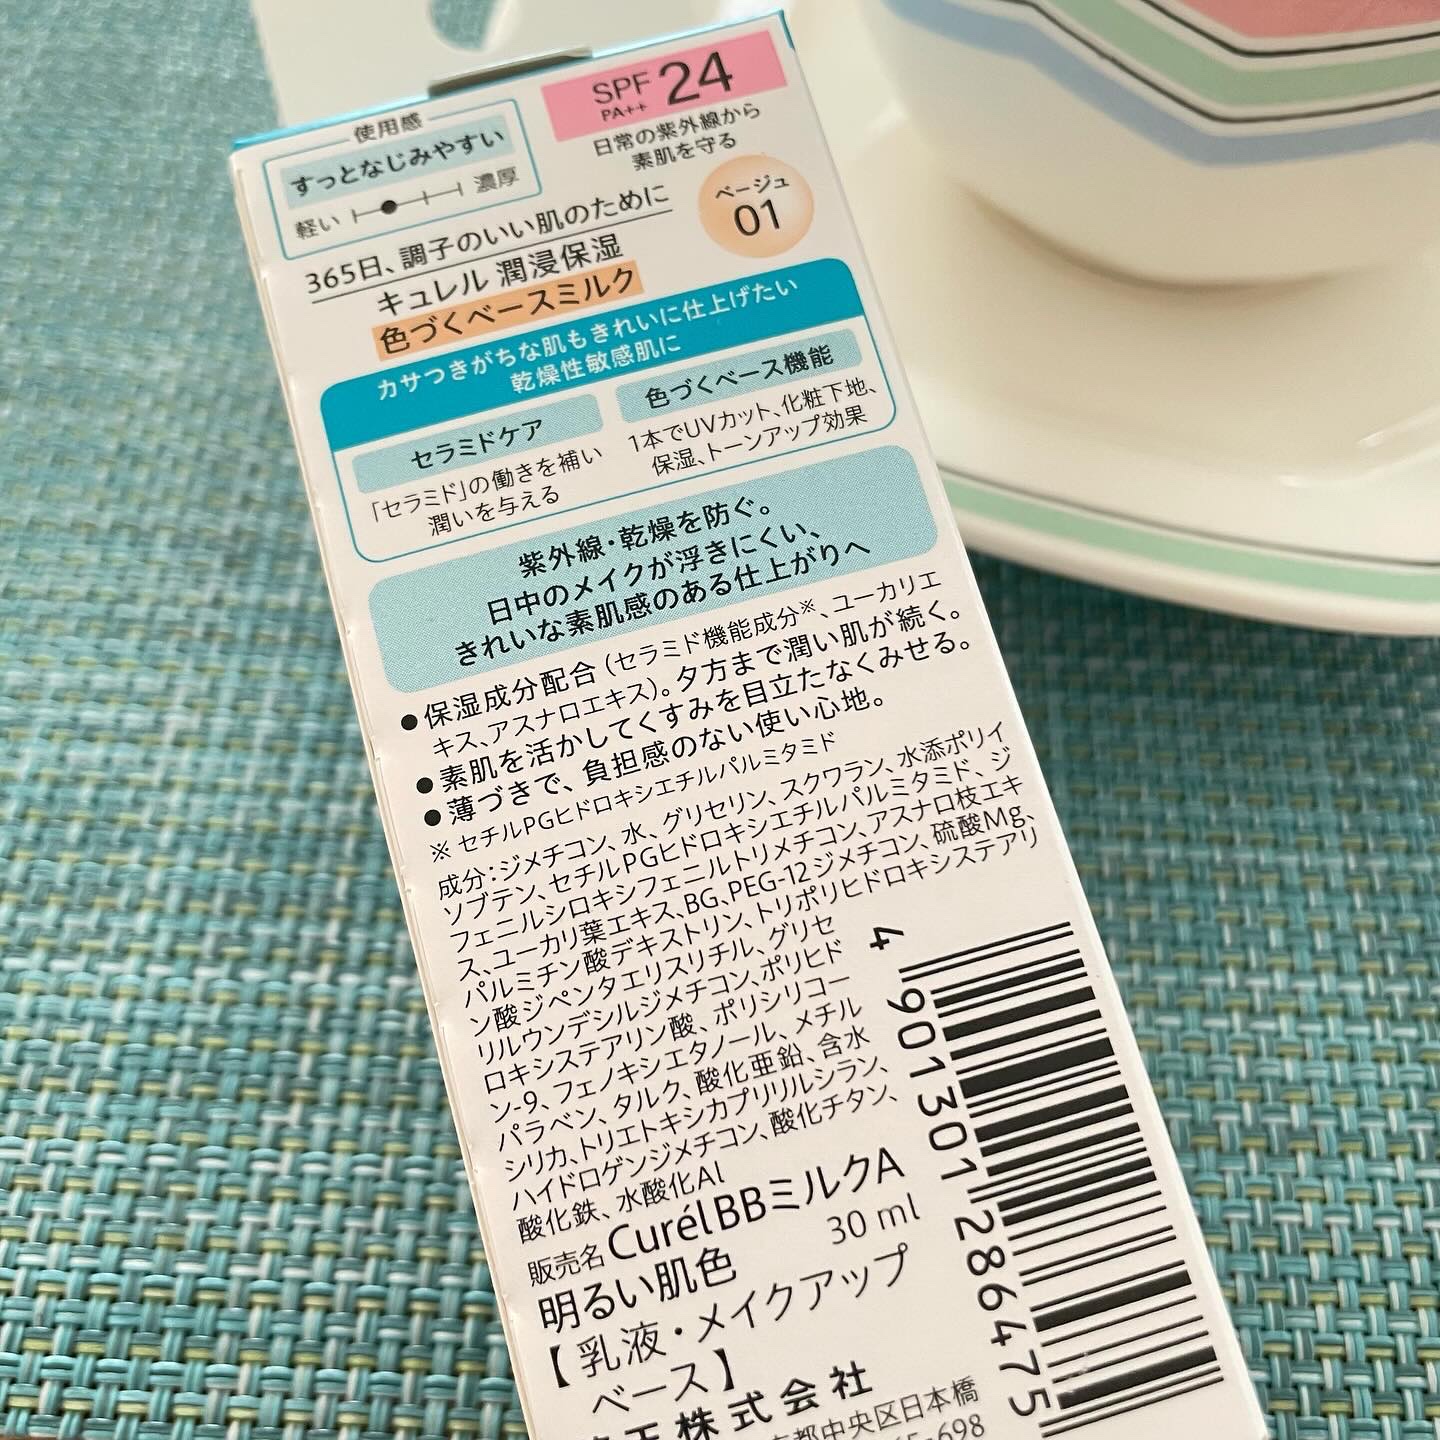 使用感
すっとなじみやすい
軽い 濃厚
SPF 24
PA++
日常の紫外線から
素肌を守る
ベージュ
01
365日、調子のいい肌のために
キュレル 潤浸保湿
色づくベースミルク
カサつきがちな肌もきれいに仕上げたい
乾燥性敏感肌に
セラミドケア
「セラミド」の働きを補い
潤いを与える
色づくベース機能
1本でUVカット、化粧下地、
保湿、トーンアップ効果
紫外線・乾燥を防ぐ。
日中のメイクが浮きにくい、
きれいな素肌感のある仕上がりへ
●保湿成分配合(セラミド機能成分※、ユーカリエ
キス、アスナロエキス)。夕方まで潤い肌が続く。
●素肌を活かしてくすみを目立たなくみせる。
●薄づきで、負担感のない使い心地。
※ セチルPGヒドロキシエチルパルミタミド
成分:ジメチコン、水、グリセリン、スクワラン、水添ポリイ
ソブテン、セチルPGヒドロキシエチルパルミタミド、ジ
フェニルシロキシフェニルトリメチコン、アスナロ枝エキ
ス、ユーカリ葉エキス、BG、PEG-12ジメチコン、硫酸Mg、
パルミチン酸デキストリン、トリポリヒドロキシステアリ
ン酸ジペンタエリスリチル、グリセ
リルウンデシルジメチコン、ポリヒド
ロキシステアリン酸、ポリシリコー
ン-9、フェノキシエタノール、メチル
パラベン、タルク、酸化亜鉛、含水
シリカ、トリエトキシカプリリルシラン、
ハイドロゲンジメチコン、酸化チタン、
酸化鉄、水酸化Al
販売名 Curél BBミルクA
明るい肌色 30 ml
【 乳液・メイクアップ
ベース】
株式会社
都中央区日本橋
-698
4 901301 286475